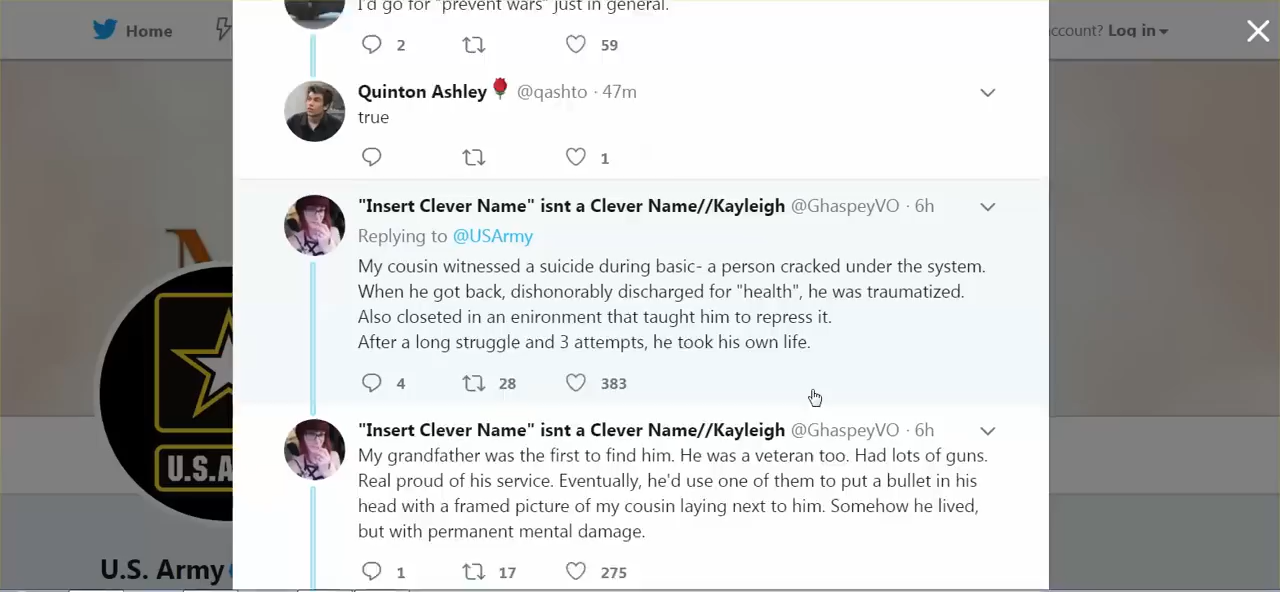 I'd go for "prevent wars" just in general.
Home
ccount? Log in
2 59
Quinton Ashley @qashto · 47m
true
1
"Insert Clever Name" isnt a Clever Name//Kayleigh @GhaspeyVO · 6h
Replying to @USArmy
My cousin witnessed a suicide during basic- a person cracked under the system.
When he got back, dishonorably discharged for "health", he was traumatized.
Also closeted in an enironment that taught him to repress it.
After a long struggle and 3 attempts, he took his own life.
4 28 383
"Insert Clever Name" isnt a Clever Name//Kayleigh @GhaspeyVO · 6h
My grandfather was the first to find him. He was a veteran too. Had lots of guns.
Real proud of his service. Eventually, he'd use one of them to put a bullet in his
head with a framed picture of my cousin laying next to him. Somehow he lived,
but with permanent mental damage.
1 17 275
U.S.A
U.S. Army